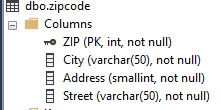 dbo.zipcode
Columns
ZIP (PK, int, not null)
City (varchar(50), not null)
Address (smallint, not null)
Street (varchar(50), not null)